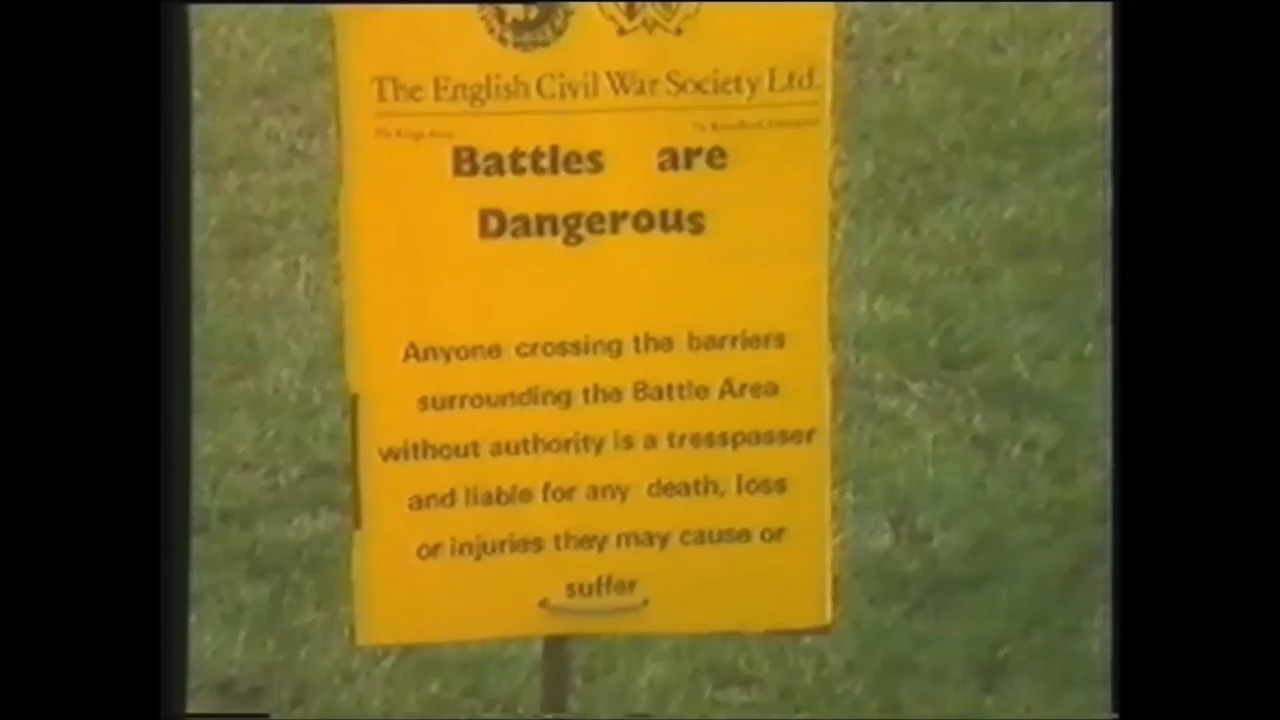 The English Civil War Society Ltd.
Battles are
Dangerous
Anyone crossing the barriers
surrounding the Battle Area
without authority is a tresspasser
and liable for any death, loss
or injuries they may cause or
suffer